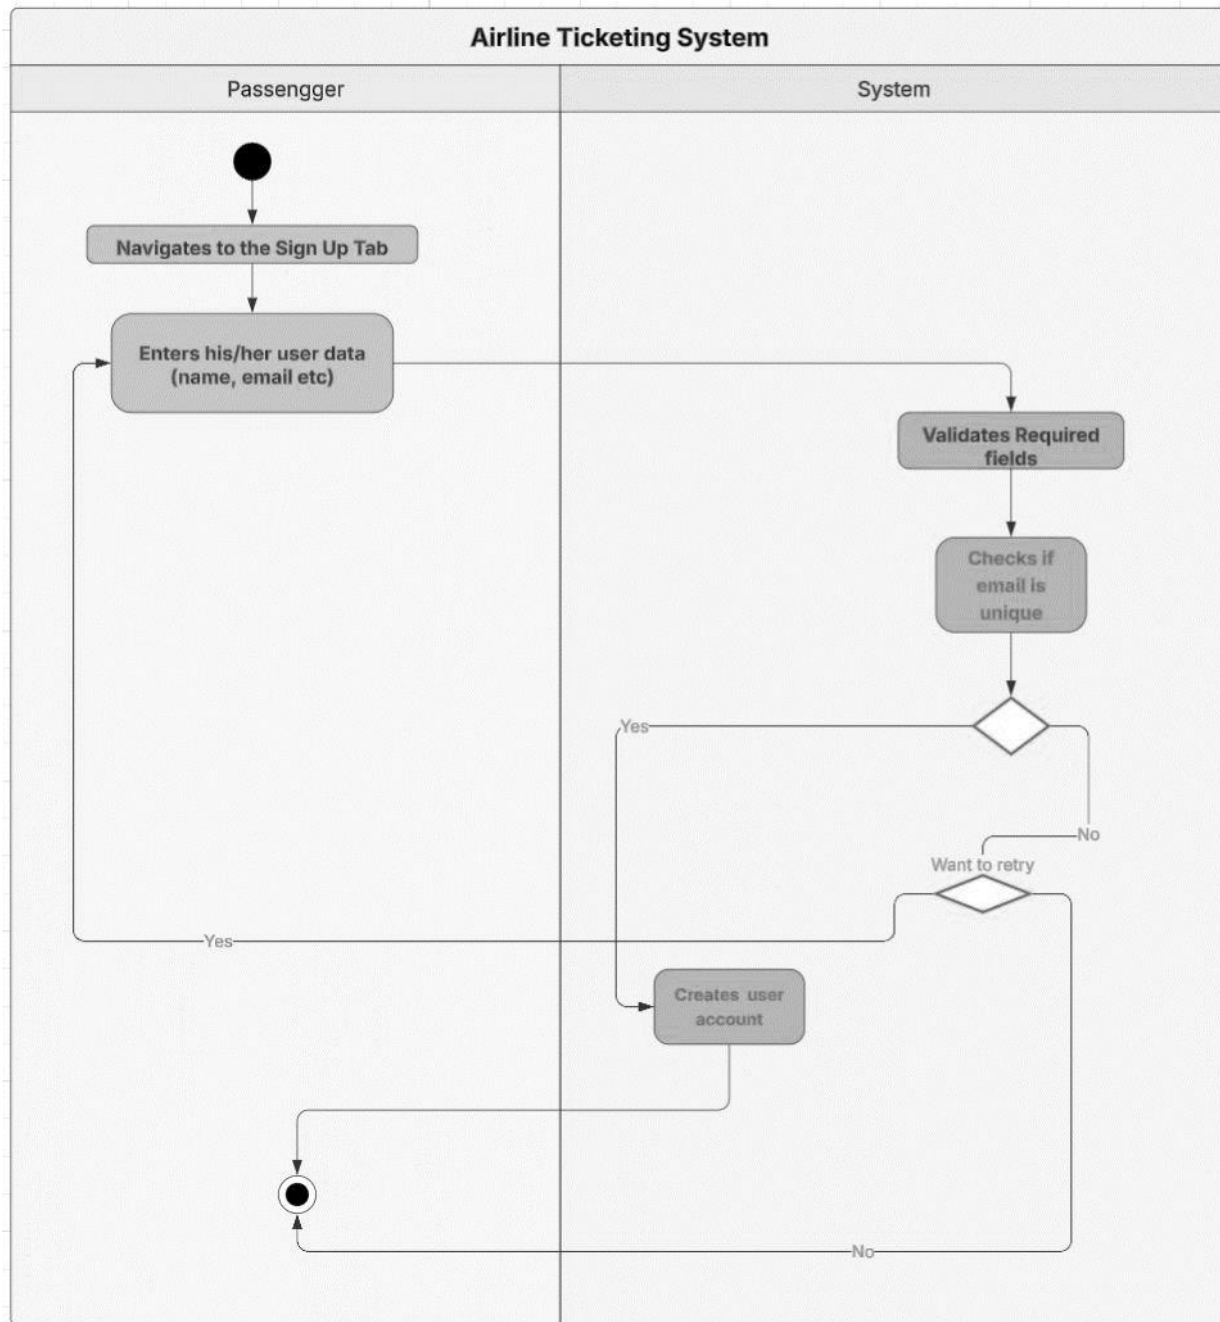 Airline Ticketing System
Passengger
System
Navigates to the Sign Up Tab
Enters his/her user data
(name, email etc)
Validates Required
fields
Checks if
email is
unique
Yes
No
Want to retry
Yes
Creates user
account
No